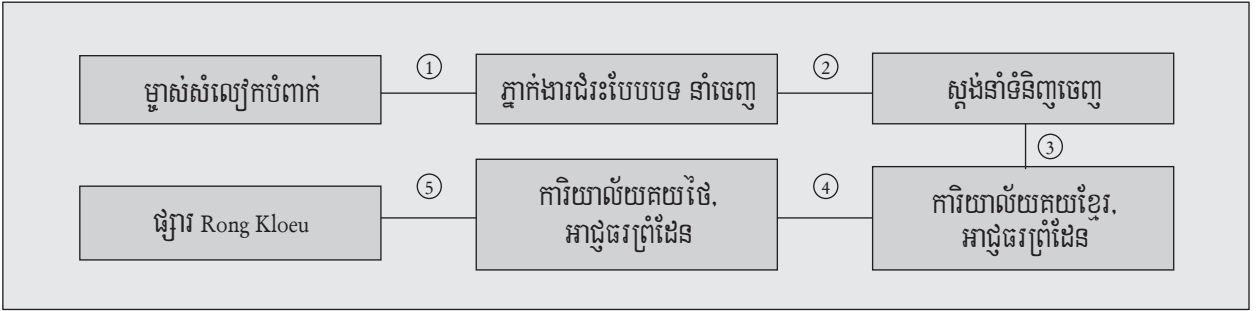 ម្ចាស់សំលៀកបំពាក់
①
ភ្នាក់ងារជំរះបែបបទ នាំចេញ
②
ស្តង់នាំទំនិញចេញ
③
ការិយាល័យគយខ្មែរ,
អាជ្ញធរព្រំដែន
④
ការិយាល័យគយថៃ,
អាជ្ញធរព្រំដែន
⑤
ផ្សារ Rong Kloeu